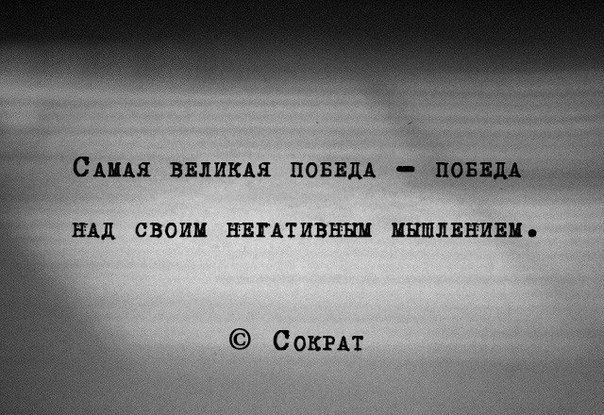 Самая великая победа – победа
над своим негативным мышлением.
© Сократ